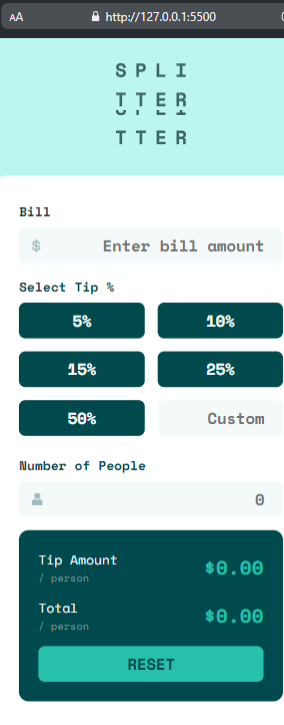 AA http://127.0.0.1:5500
SPLI
TTER
TTER
Bill
$ Enter bill amount
Select Tip %
5% 10%
15% 25%
50% Custom
Number of People
0
Tip Amount
/ person
$0.00
Total
/ person
$0.00
RESET